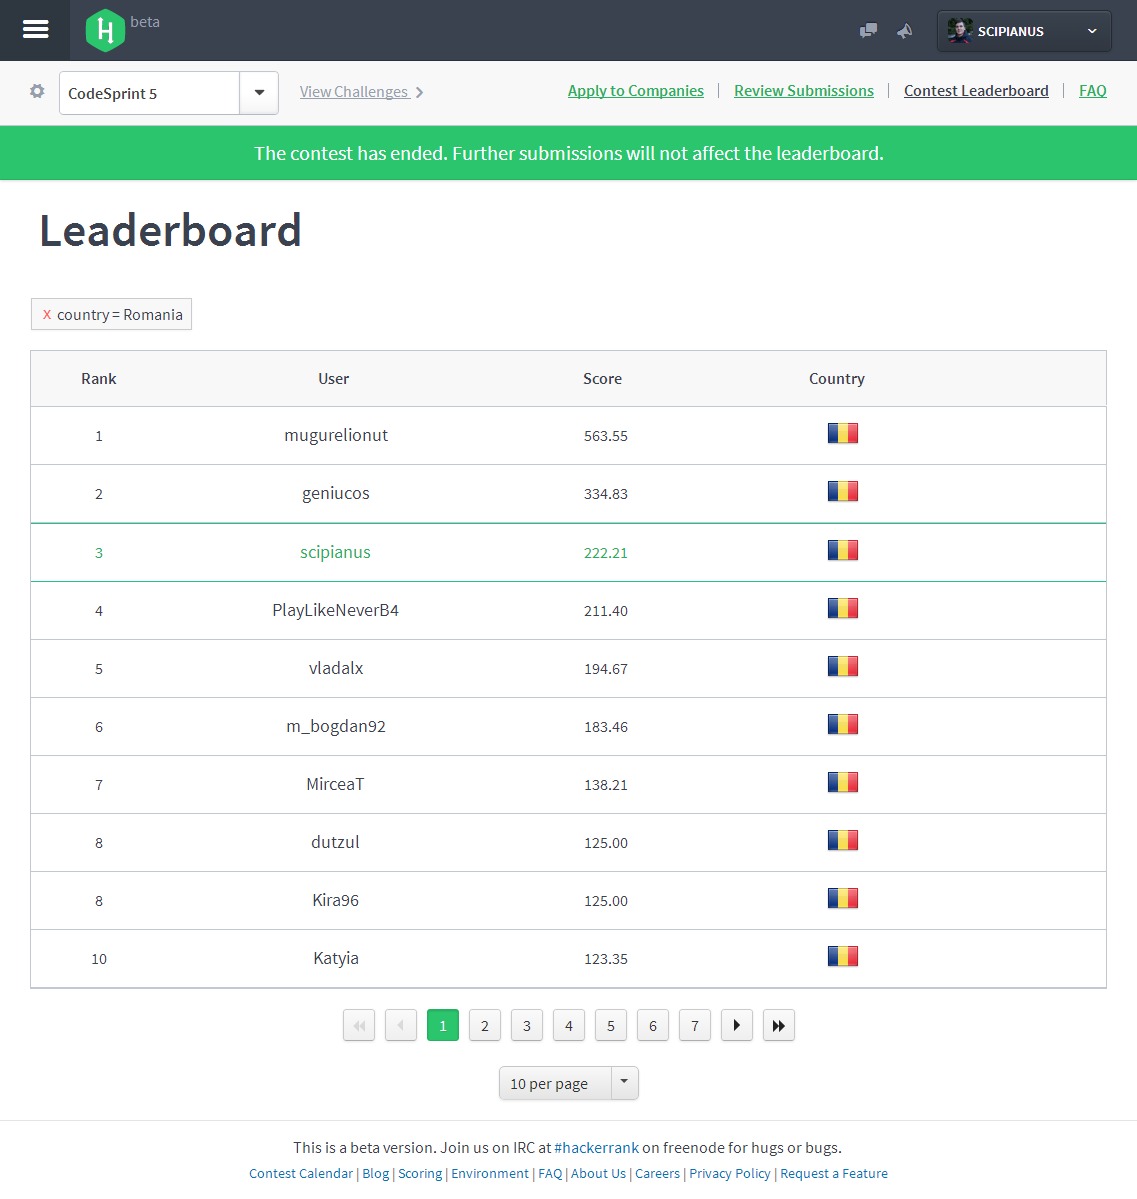 H beta SCIPIANUS
CodeSprint 5 View Challenges Apply to Companies | Review Submissions | Contest Leaderboard | FAQ
The contest has ended. Further submissions will not affect the leaderboard.
Leaderboard
x country = Romania
Rank User Score Country
1 mugurelionut 563.55
2 geniucos 334.83
3 scipianus 222.21
4 PlayLikeNeverB4 211.40
5 vladalx 194.67
6 m_bogdan92 183.46
7 MirceaT 138.21
8 dutzul 125.00
8 Kira96 125.00
10 Katyia 123.35
1 2 3 4 5 6 7
10 per page
This is a beta version. Join us on IRC at #hackerrank on freenode for hugs or bugs.
Contest Calendar | Blog | Scoring | Environment | FAQ | About Us | Careers | Privacy Policy | Request a Feature